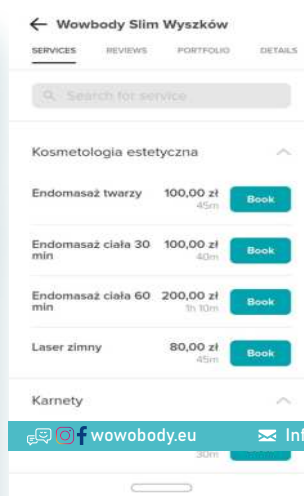 ← Wowbody Slim Wyszków
SERVICES REVIEWS PORTFOLIO DETAILS
Search for service
Kosmetologia estetyczna
Endomasaż twarzy 100,00 zł Book
45m
Endomasaż ciała 30 min 100,00 zł Book
40m
Endomasaż ciała 60 min 200,00 zł Book
1h 10m
Laser zimny 80,00 zł Book
45m
Karnety
wowobody.eu Inf
30m